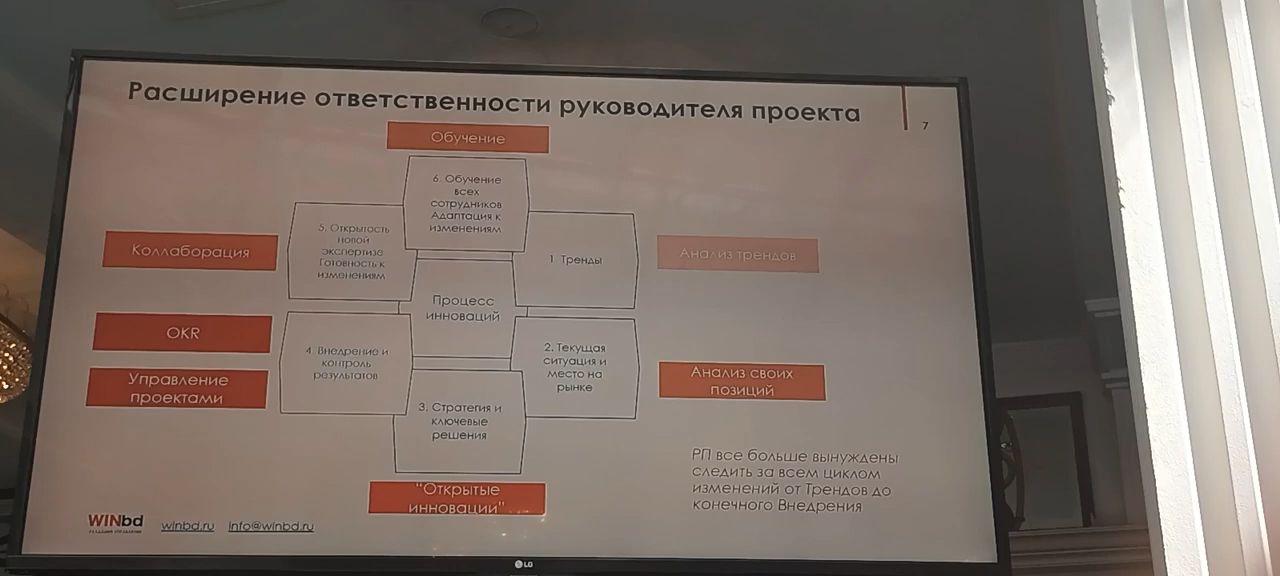 Расширение ответственности руководителя проекта
7
Обучение
6. Обучение
всех
сотрудников
Адаптация к
изменениям
5. Открытость
новой
экспертизе
Готовность к
изменениям
Коллаборация
1. Тренды
Анализ трендов
Процесс
инноваций
OKR
Управление
проектами
4. Внедрение и
контроль
результатов
2. Текущая
ситуация и
место на
рынке
Анализ своих
позиций
3. Стратегия и
ключевые
решения
"Открытые
инновации"
РП все больше вынуждены
следить за всем циклом
изменений от Трендов до
конечного Внедрения
WINbd
winbd.ru info@winbd.ru
LG